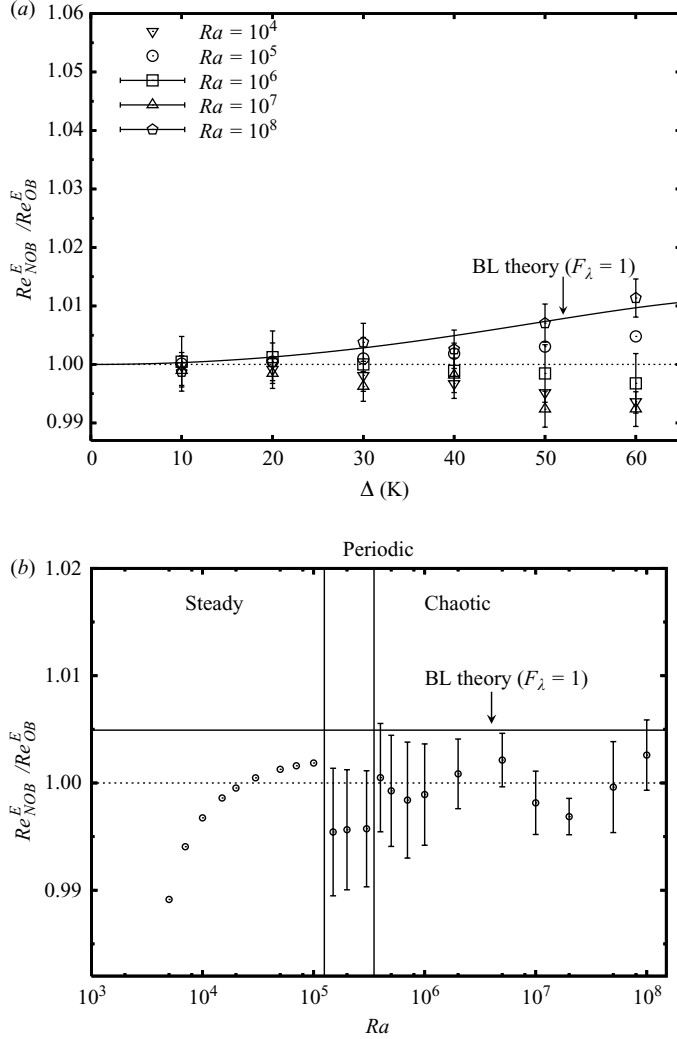 (a)
1.06
1.05
1.04
1.03
1.02
1.01
1.00
0.99
Re^E_NOB /Re^E_OB
Ra = 10^4
Ra = 10^5
Ra = 10^6
Ra = 10^7
Ra = 10^8
BL theory (F_λ = 1)
0 10 20 30 40 50 60
Δ (K)
Periodic
(b)
1.02
1.01
1.00
0.99
Re^E_NOB /Re^E_OB
Steady Chaotic
BL theory (F_λ = 1)
10^3 10^4 10^5 10^6 10^7 10^8
Ra